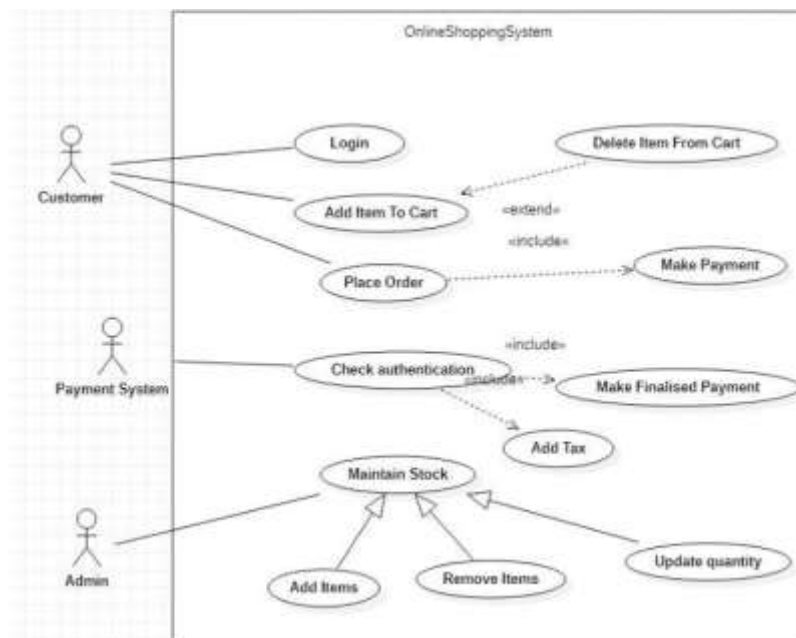 OnlineShoppingSystem
Login
Delete Item From Cart
Customer
Add Item To Cart
«extend»
«include»
Place Order
Make Payment
Payment System
Check authentication
«include»
«include»
Make Finalised Payment
Add Tax
Maintain Stock
Admin
Add Items
Remove Items
Update quantity